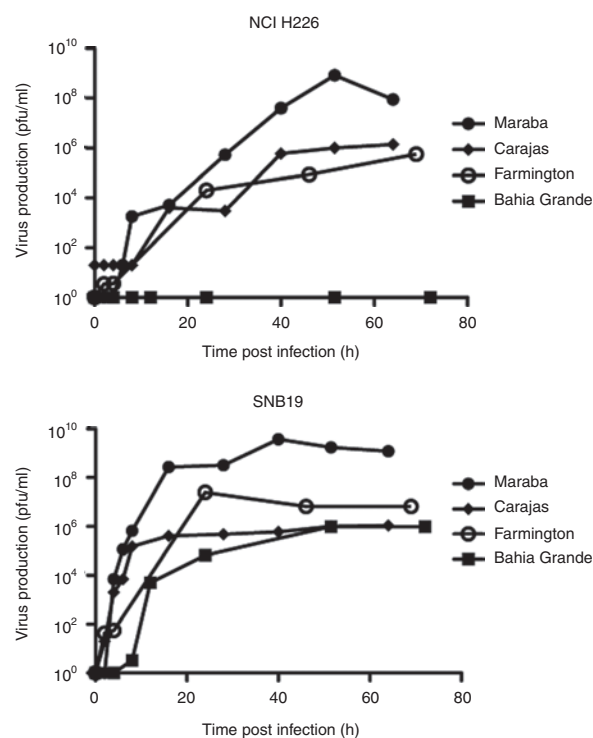 NCI H226
Virus production (pfu/ml)
10^10
10^8
10^6
10^4
10^2
10^0
0 20 40 60 80
Time post infection (h)
Maraba
Carajas
Farmington
Bahia Grande
SNB19
Virus production (pfu/ml)
10^10
10^8
10^6
10^4
10^2
10^0
0 20 40 60 80
Time post infection (h)
Maraba
Carajas
Farmington
Bahia Grande